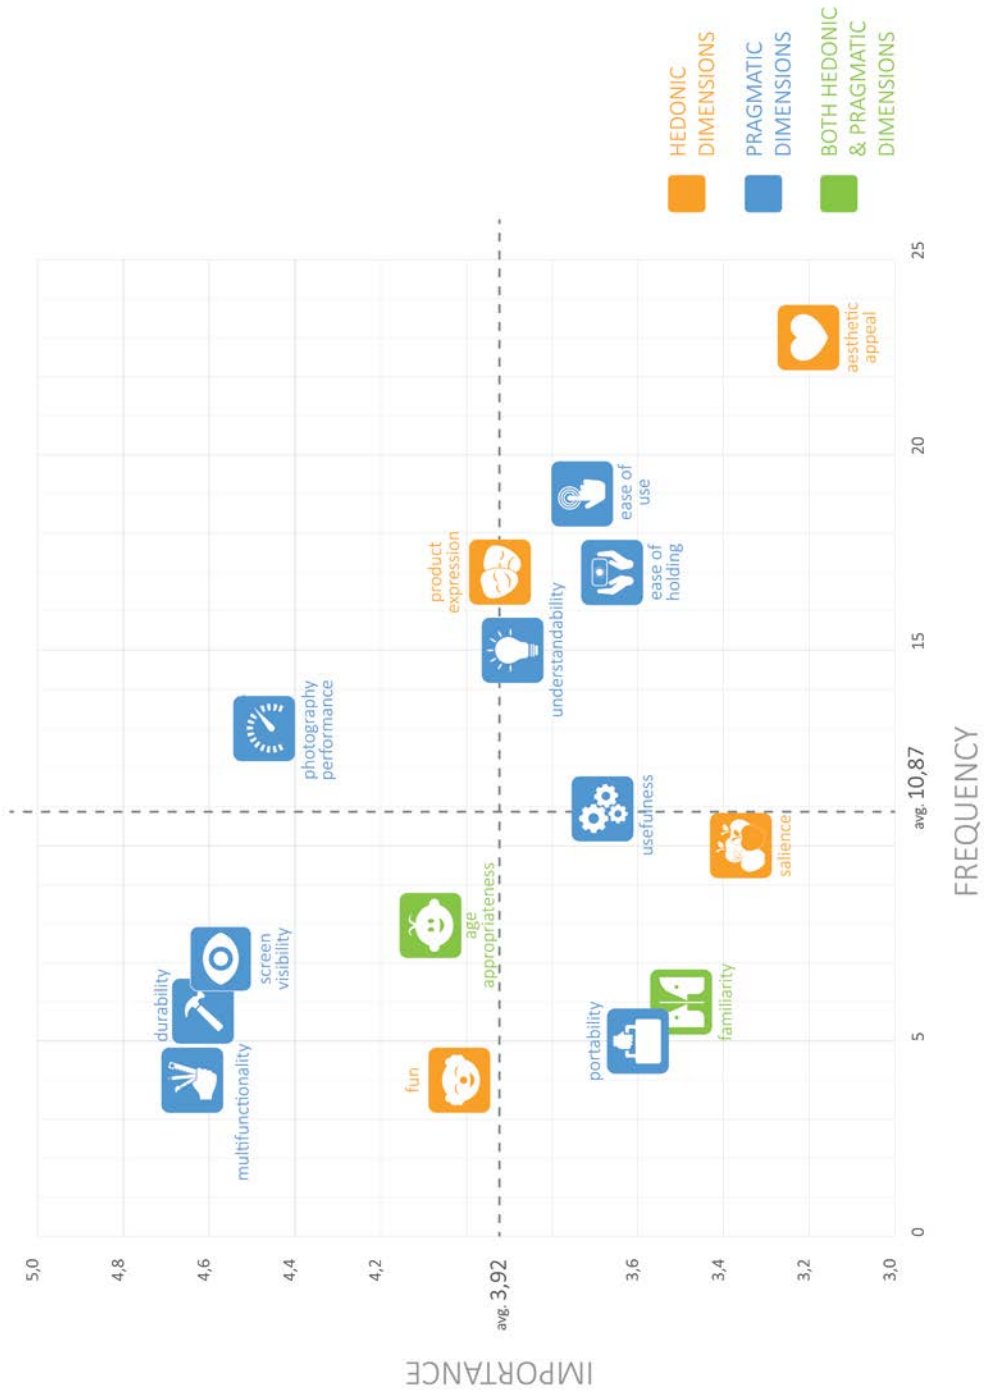 IMPORTANCE
5,0
4,8
4,6
4,4
4,2
avg. 3,92
3,6
3,4
3,2
3,0
multifunctionality
durability
screen
visibility
photography
performance
fun
age
appropriateness
product
expression
understandability
ease of
use
ease of
holding
usefulness
portability
familiarity
salience
aesthetic
appeal
0
5
avg. 10,87
15
20
25
FREQUENCY
HEDONIC
DIMENSIONS
PRAGMATIC
DIMENSIONS
BOTH HEDONIC
& PRAGMATIC
DIMENSIONS